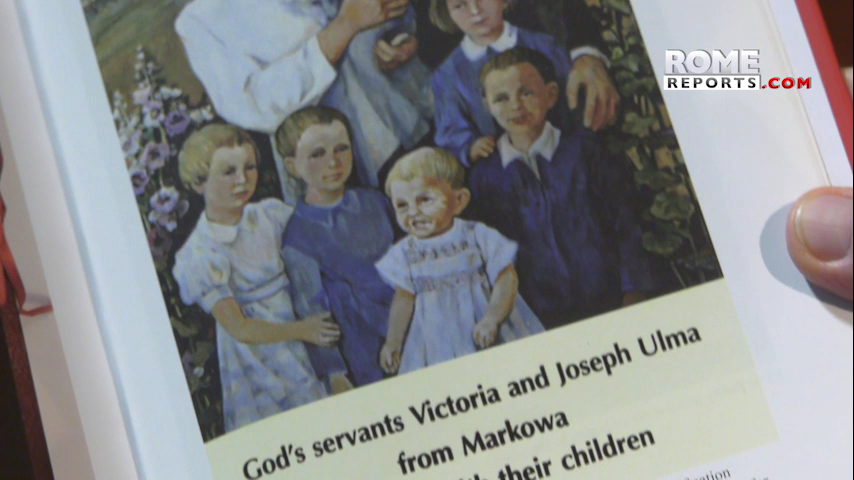 ROME
REPORTS.COM
God's servants Victoria and Joseph Ulma
from Markowa
their children